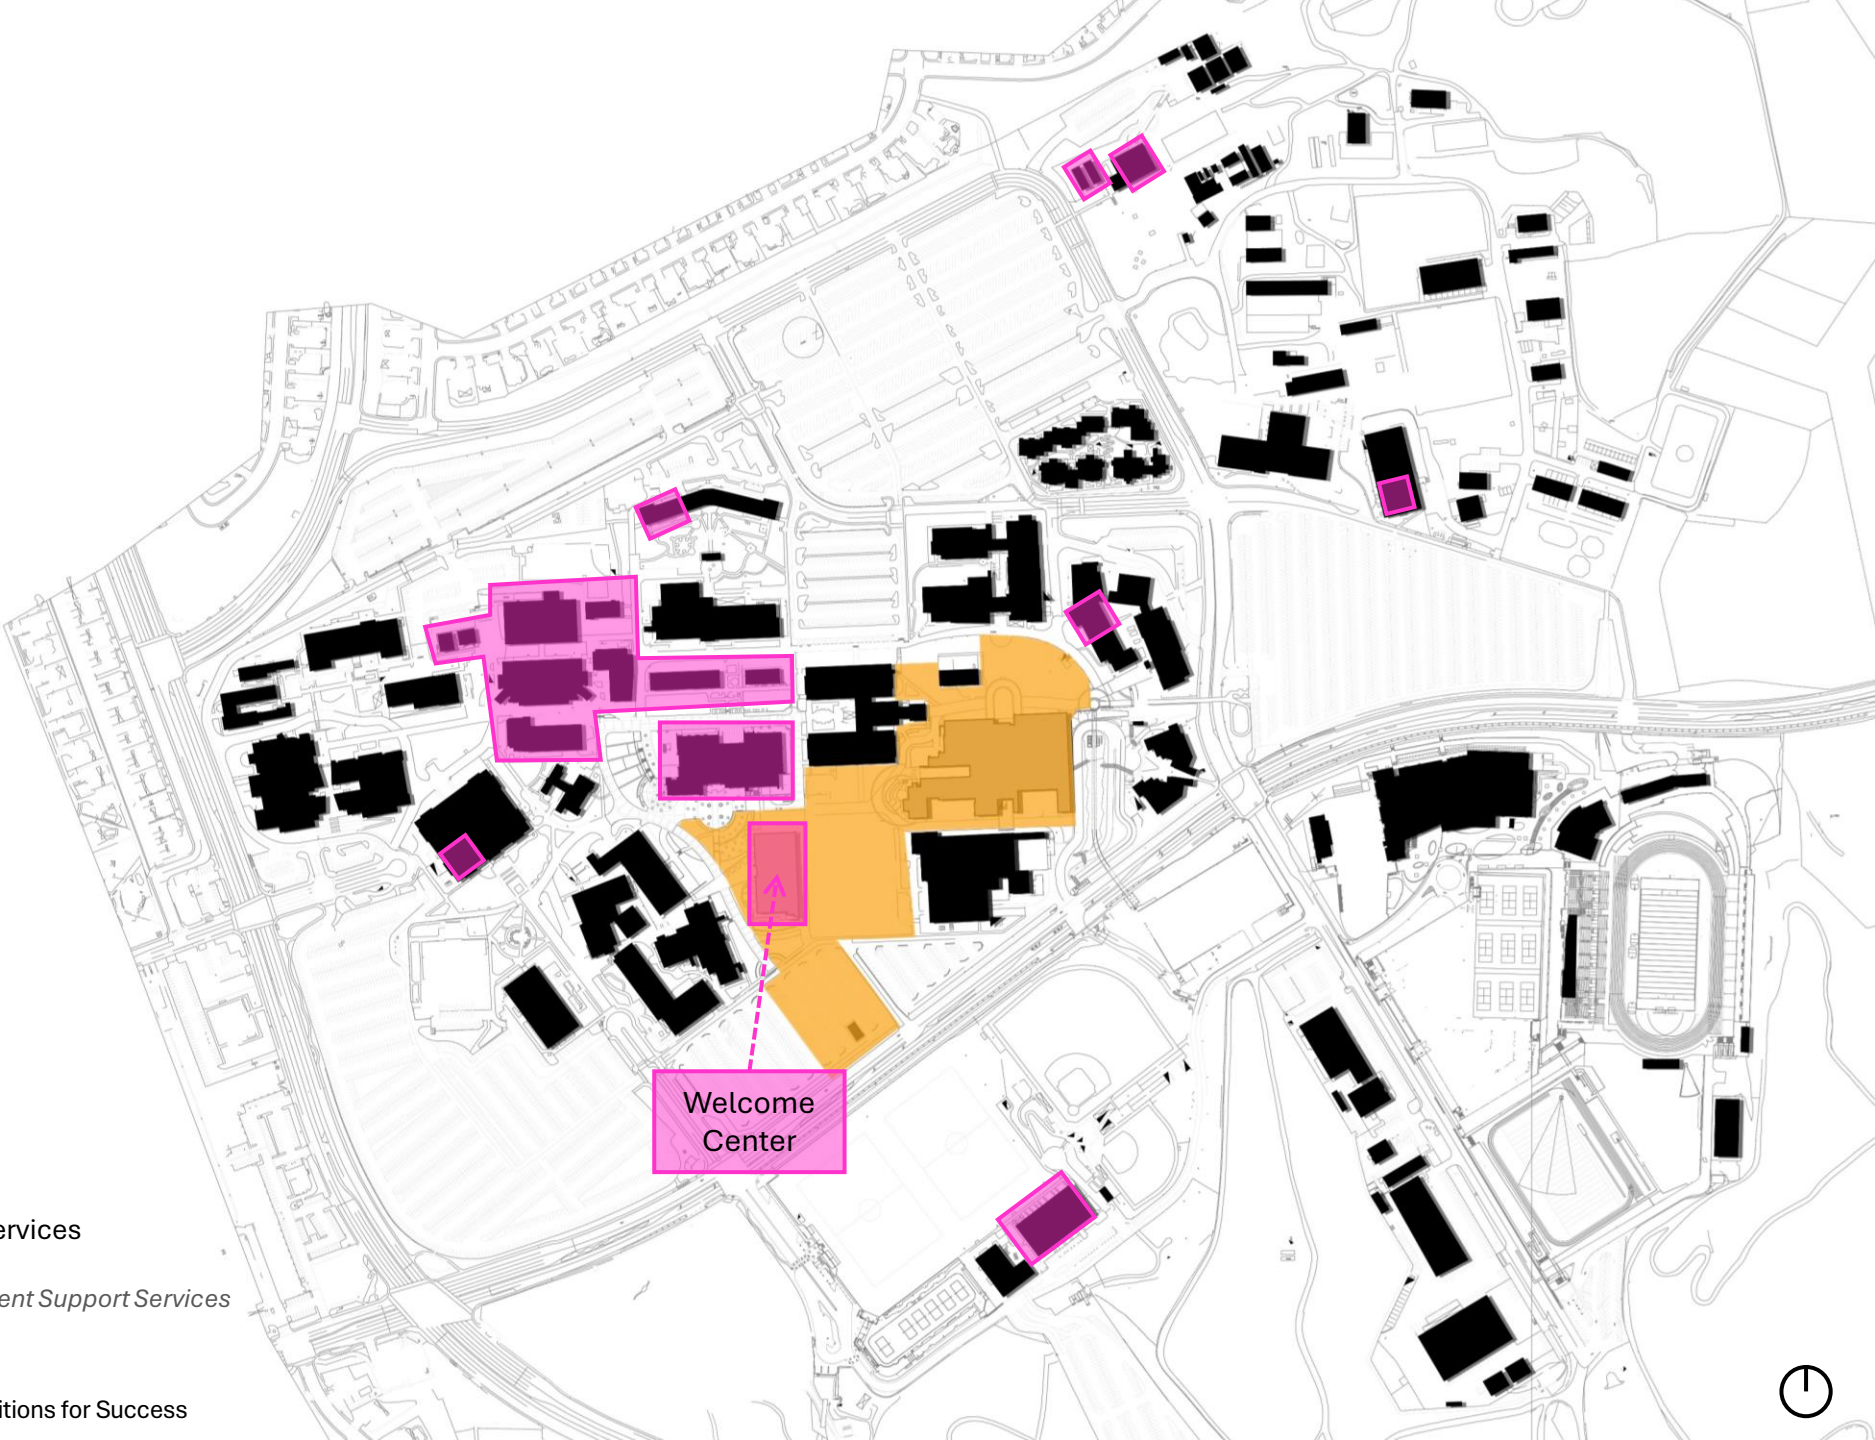 Welcome
Center
ervices
ent Support Services
itions for Success